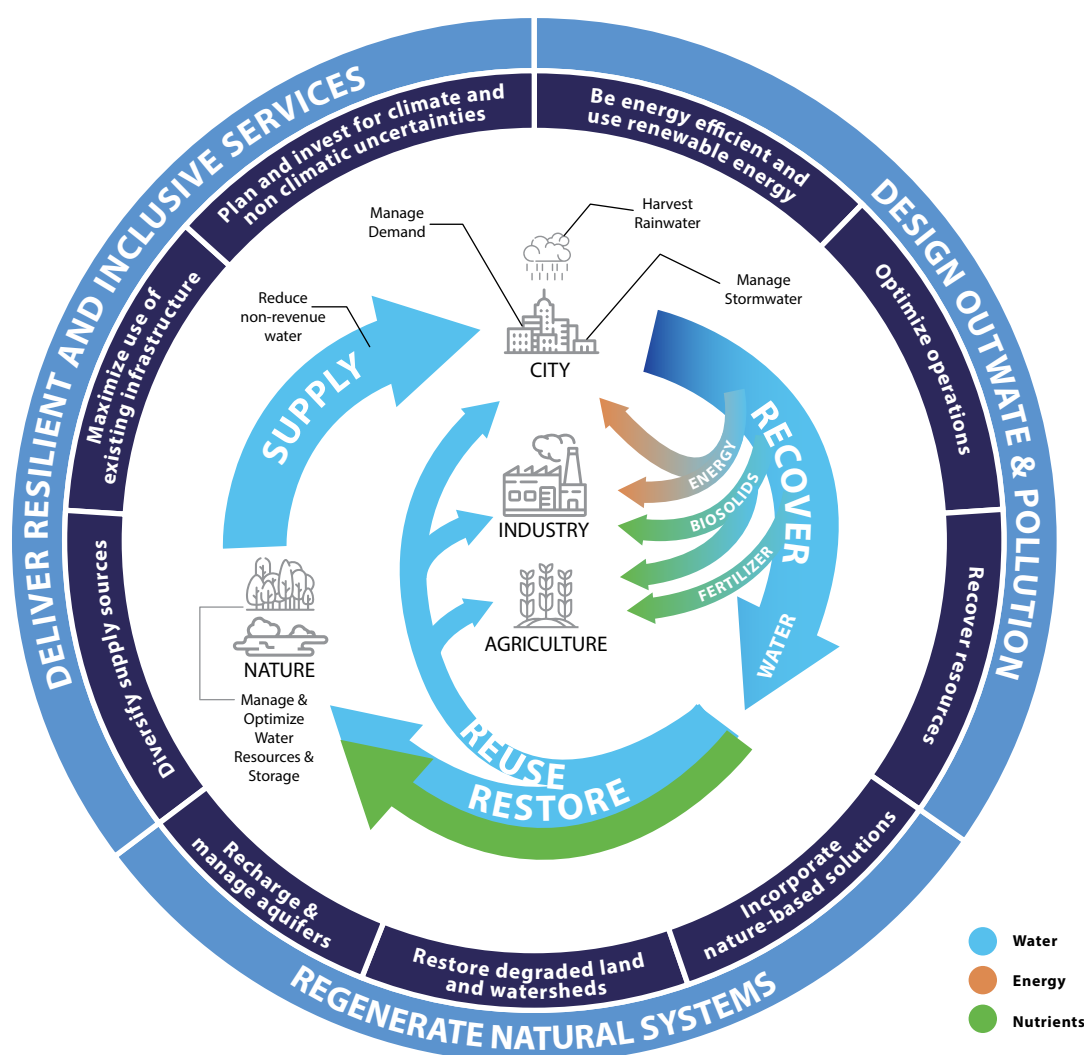 DELIVER RESILIENT AND INCLUSIVE SERVICES
DESIGN OUTWATE & POLLUTION
REGENERATE NATURAL SYSTEMS
Plan and invest for climate and
non climatic uncertainties
Be energy efficient and
use renewable energy
Optimize operations
Recover resources
Incorporate
nature-based solutions
Restore degraded land
and watersheds
Recharge &
manage aquifers
Diversify supply sources
Maximize use of
existing infrastructure
Manage
Demand
Harvest
Rainwater
Manage
Stormwater
Reduce
non-revenue
water
SUPPLY
CITY
RECOVER
ENERGY
BIOSOLIDS
FERTILIZER
WATER
INDUSTRY
AGRICULTURE
NATURE
Manage &
Optimize
Water
Resources &
Storage
REUSE
RESTORE
Water
Energy
Nutrients